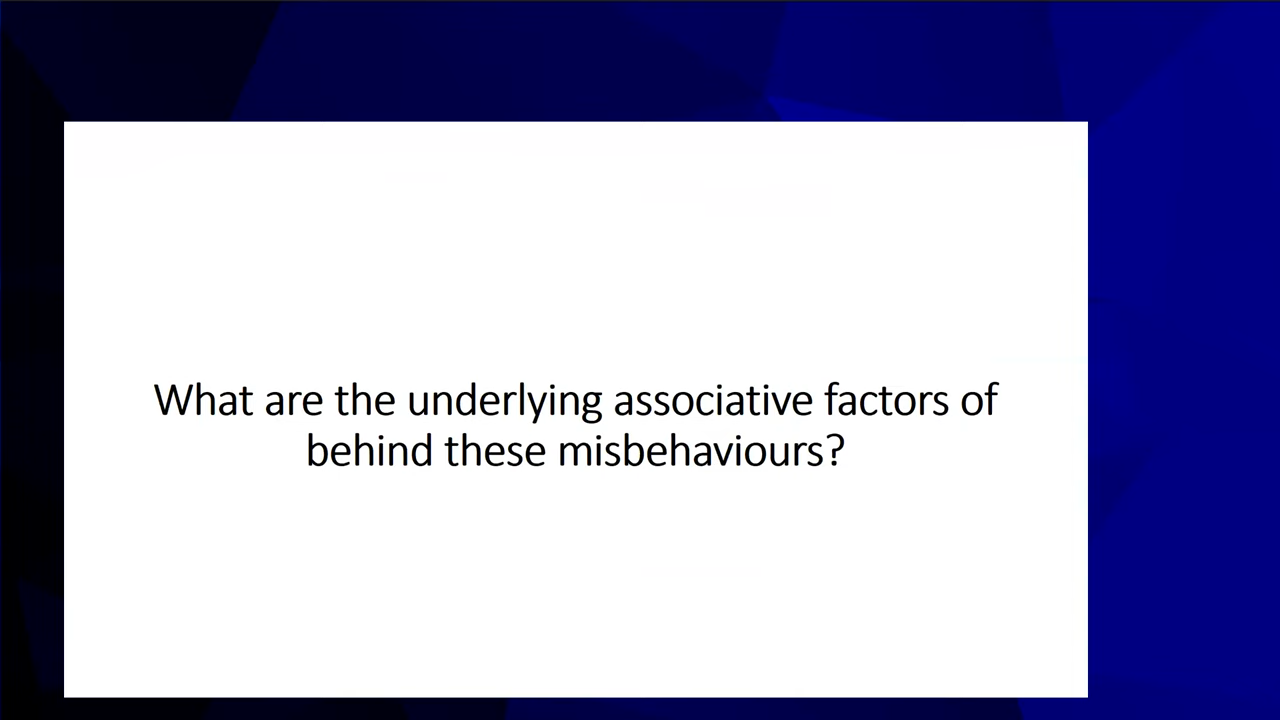 What are the underlying associative factors of
behind these misbehaviours?